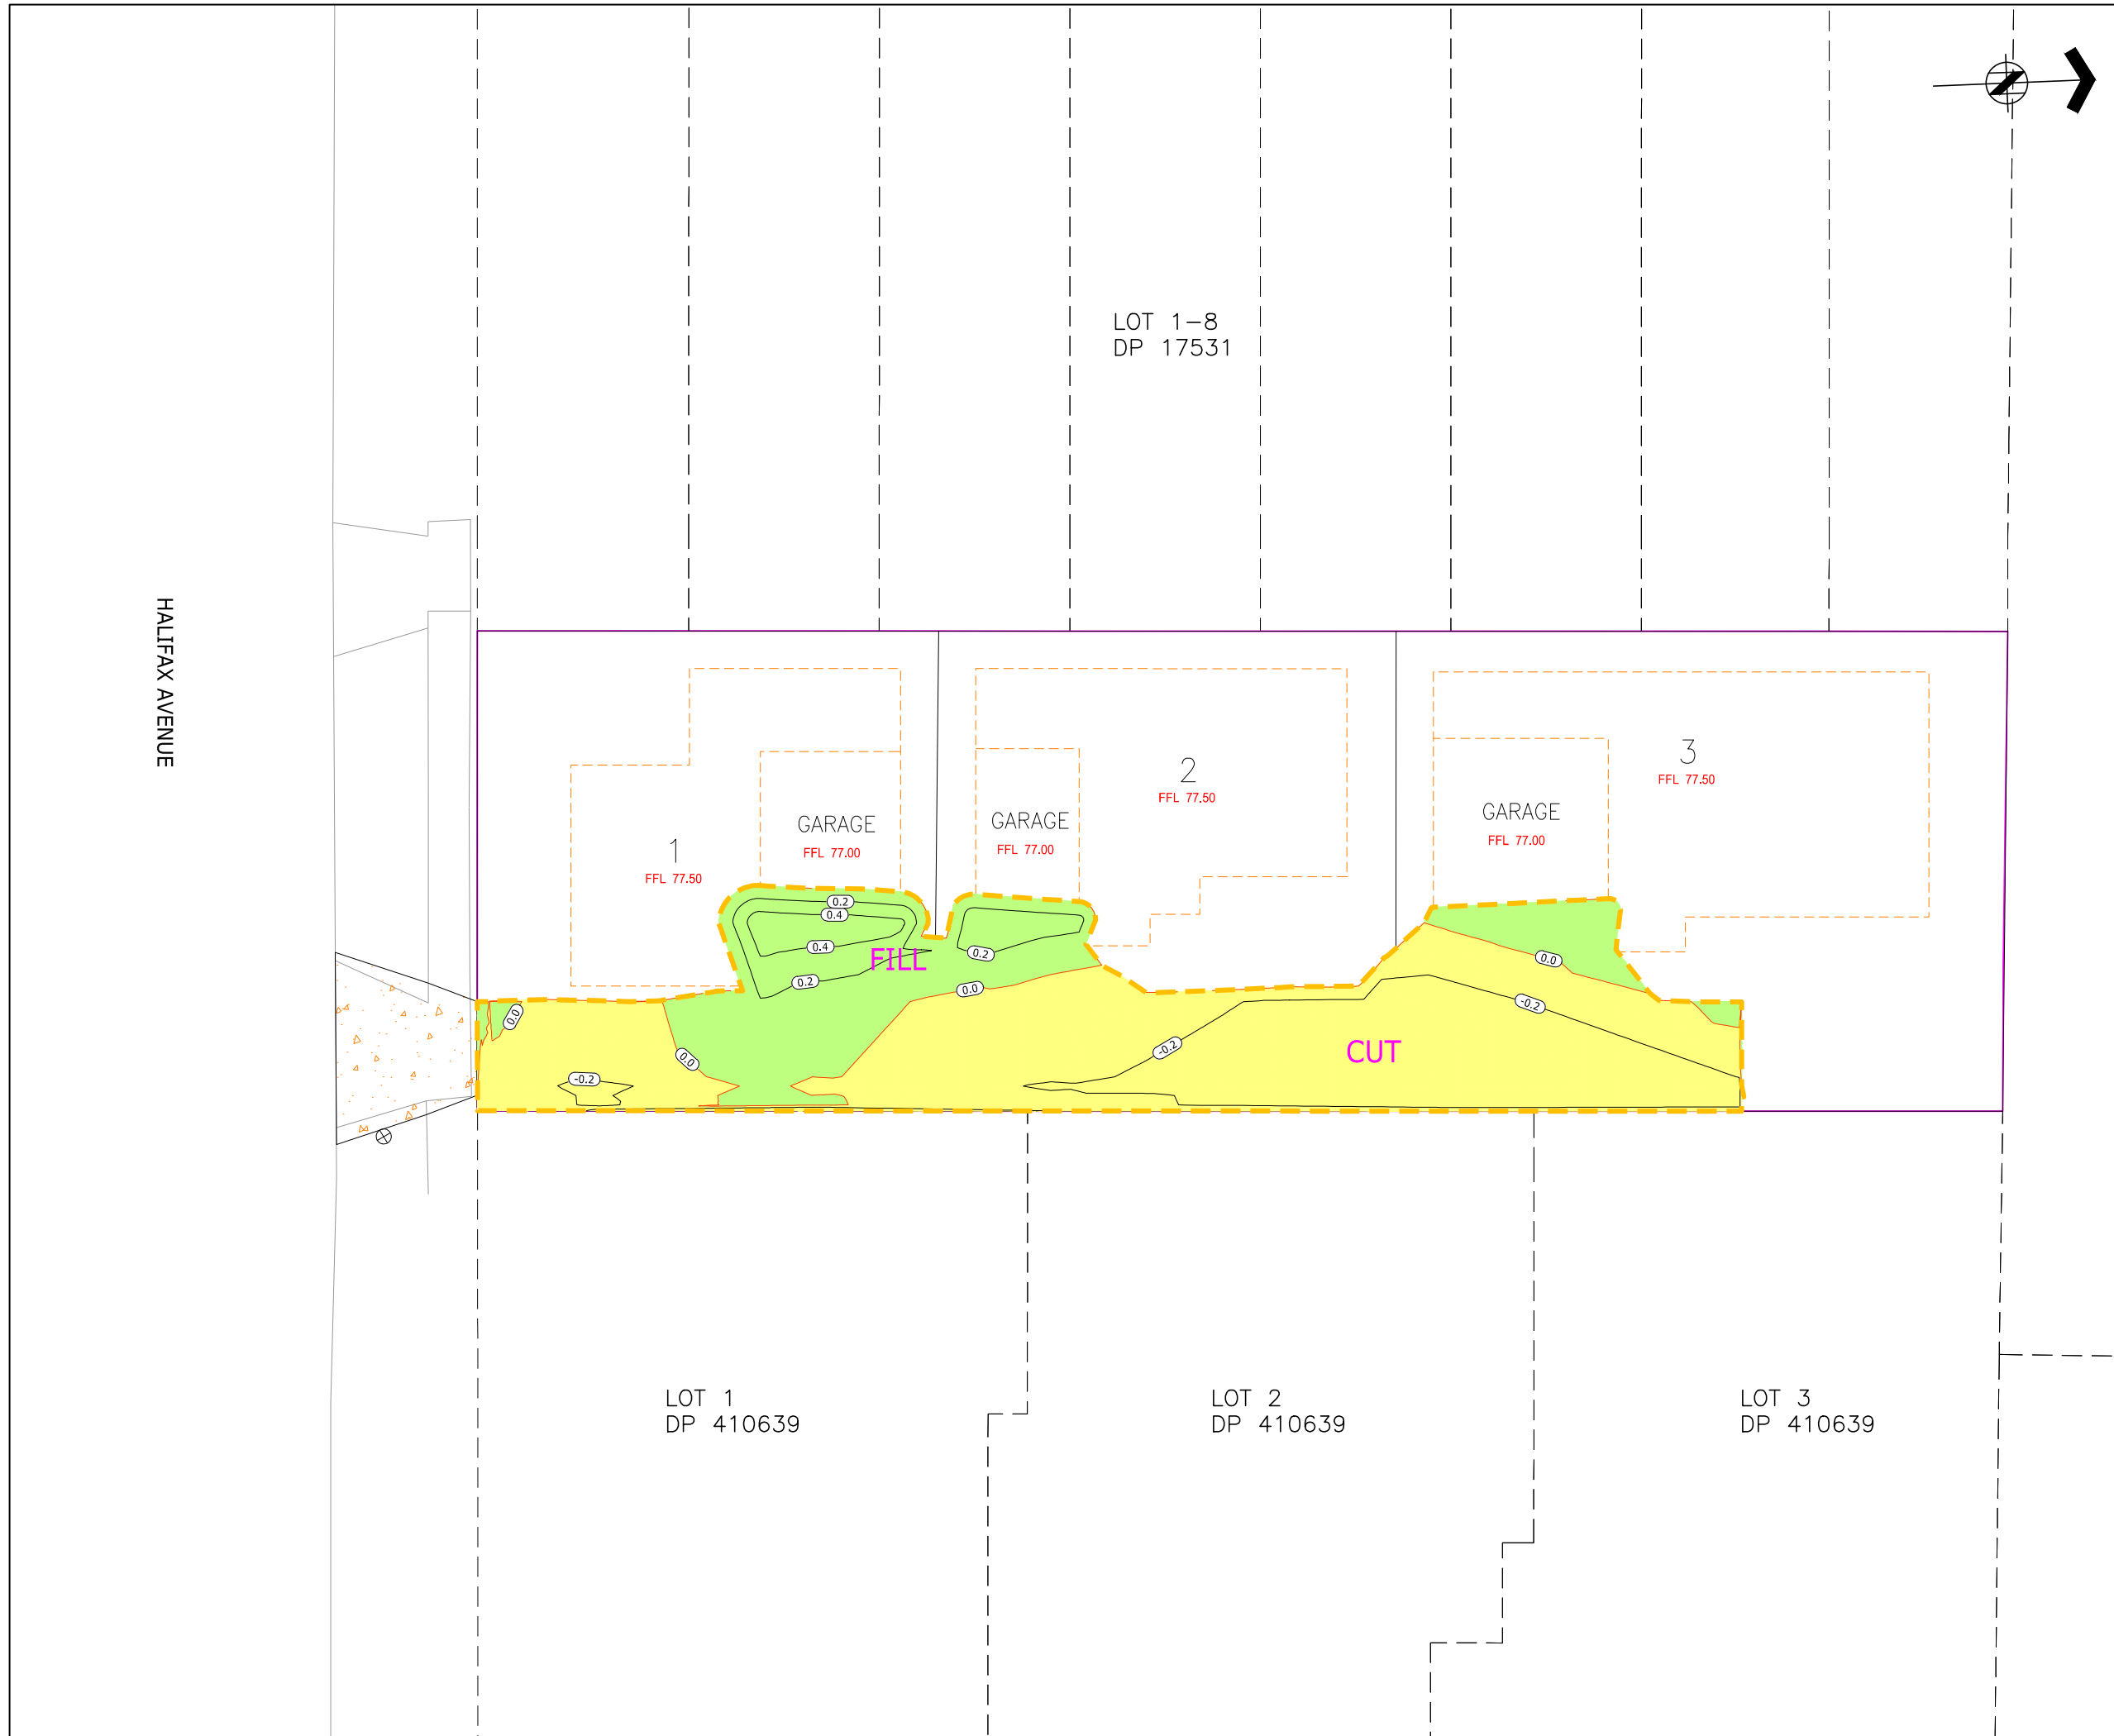 LOT 1-8
DP 17531
HALIFAX AVENUE
1
FFL 77.50
GARAGE
FFL 77.00
GARAGE
FFL 77.00
2
FFL 77.50
GARAGE
FFL 77.00
3
FFL 77.50
0.2
0.4
0.4
0.2
FILL
0.2
0.0
0.0
-0.2
0.0
0.0
-0.2
-0.2
CUT
LOT 1
DP 410639
LOT 2
DP 410639
LOT 3
DP 410639